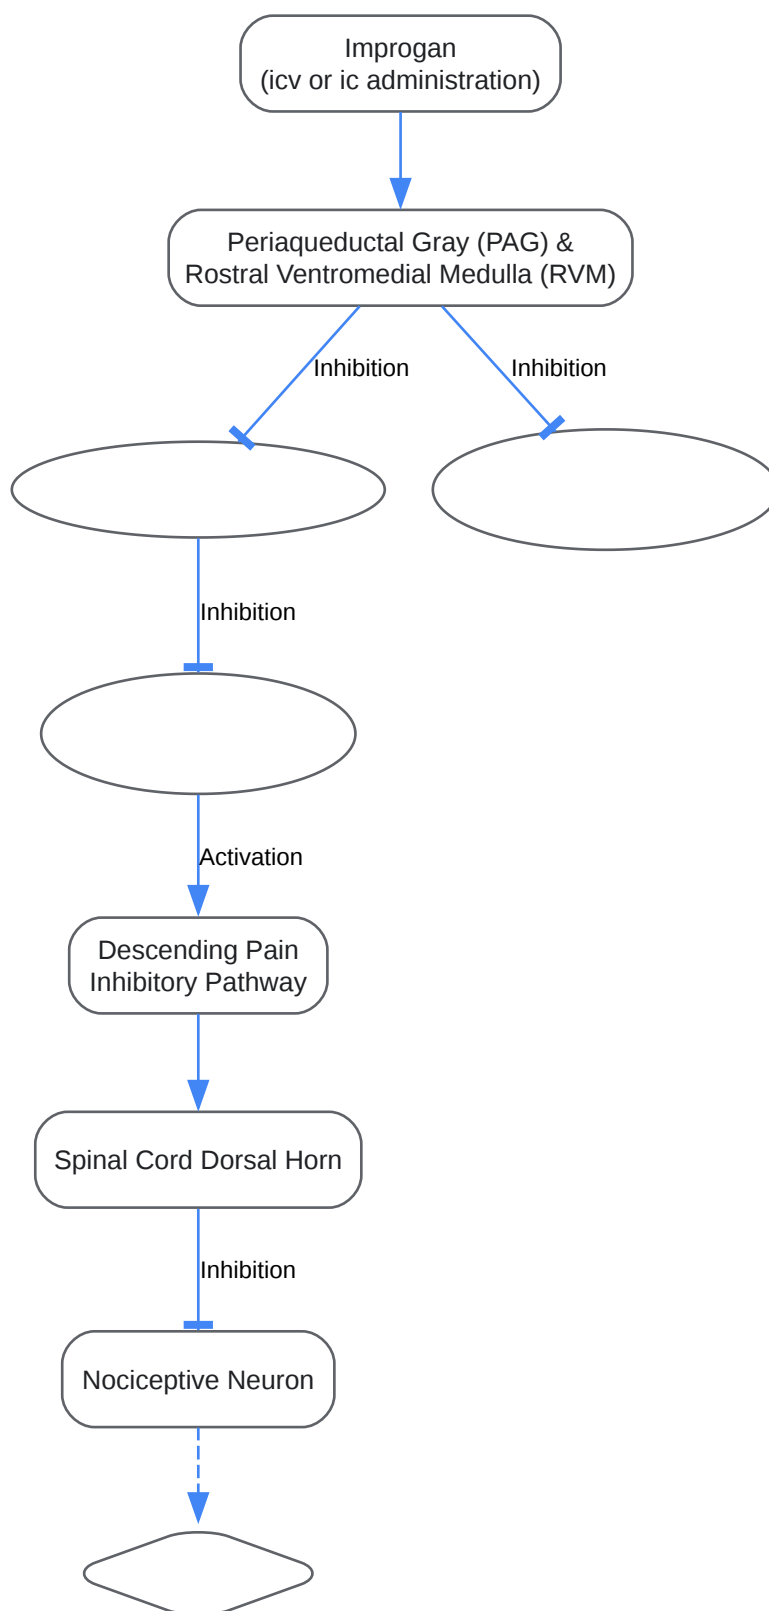 Improgan
(icv or ic administration)
Periaqueductal Gray (PAG) &
Rostral Ventromedial Medulla (RVM)
Inhibition
Inhibition
Inhibition
Activation
Descending Pain
Inhibitory Pathway
Spinal Cord Dorsal Horn
Inhibition
Nociceptive Neuron